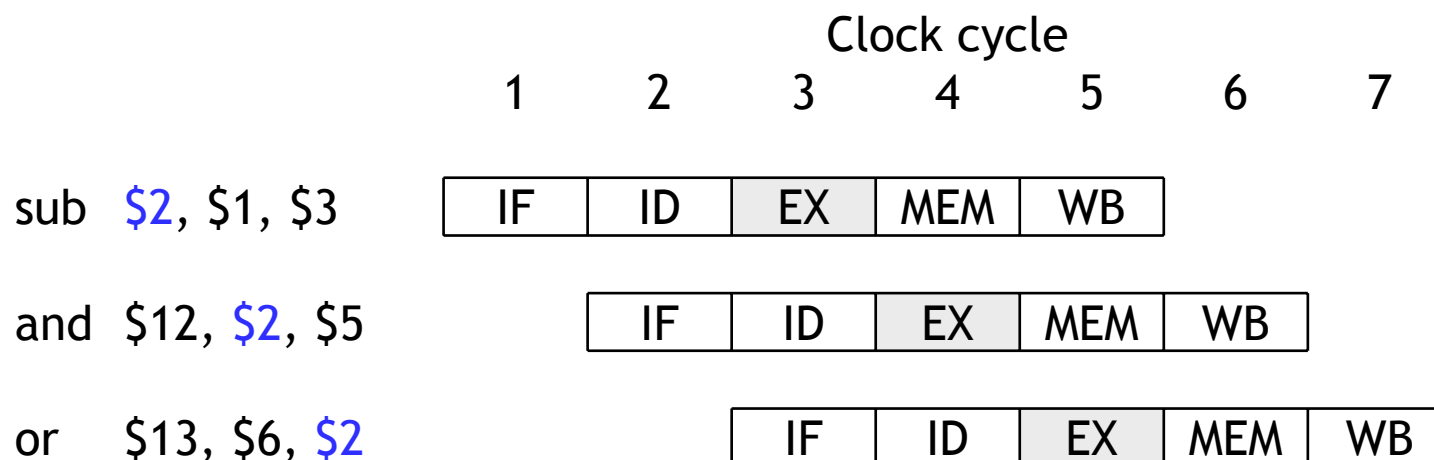 Clock cycle
1 2 3 4 5 6 7
sub $2, $1, $3 IF ID EX MEM WB
and $12, $2, $5 IF ID EX MEM WB
or $13, $6, $2 IF ID EX MEM WB